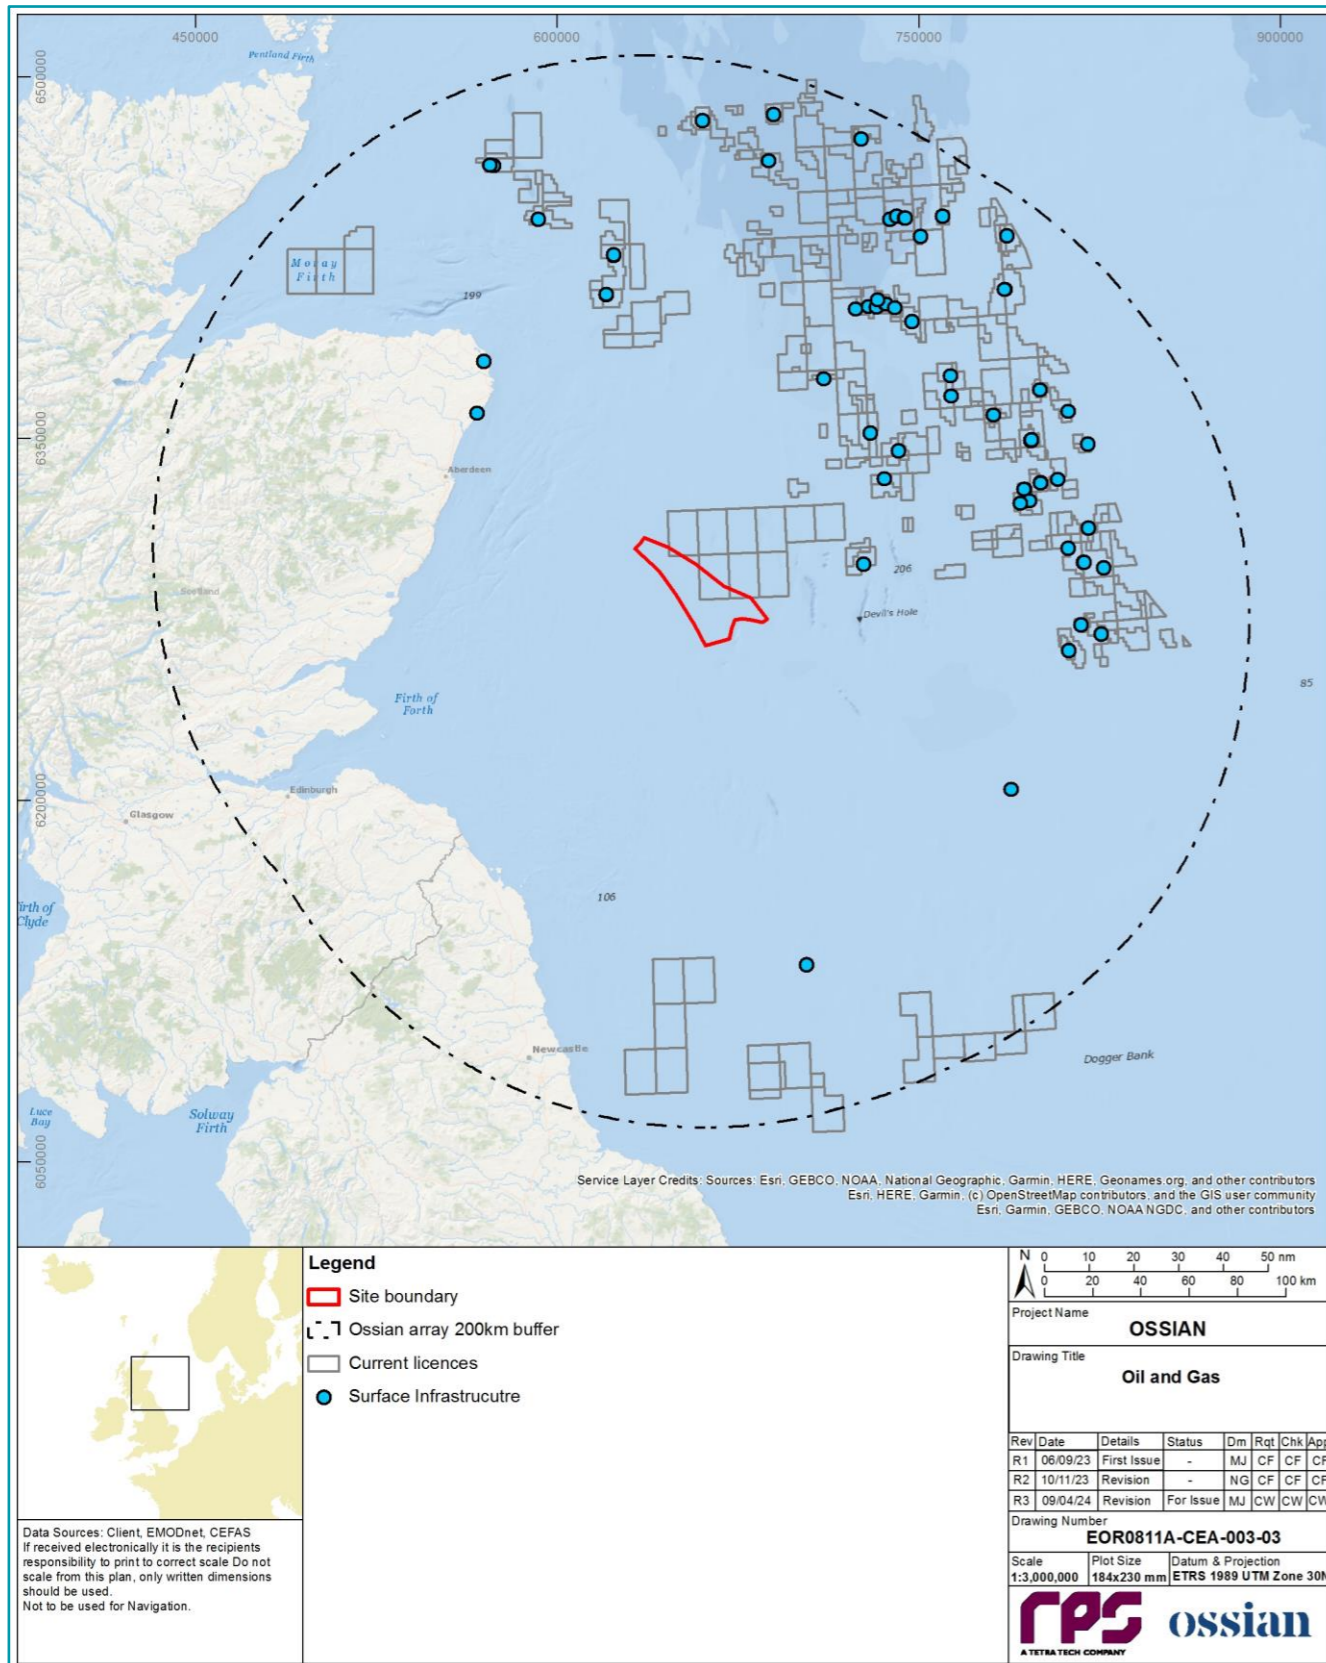 450000
600000
750000
900000
Pentland Firth
6500000
Moray
Firth
199
6350000
Aberdeen
Scotland
206
Devil's Hole
Firth of
Forth
85
6200000
Edinburgh
Glasgow
106
Firth of
Clyde
Newcastle
Dogger Bank
Luce
Bay
Solway
Firth
6050000
Service Layer Credits: Sources: Esri, GEBCO, NOAA, National Geographic, Garmin, HERE, Geonames.org, and other contributors
Esri, HERE, Garmin, (c) OpenStreetMap contributors, and the GIS user community
Esri, Garmin, GEBCO, NOAA NGDC, and other contributors
Legend
Site boundary
Ossian array 200km buffer
Current licences
Surface Infrastrucutre
N 0 10 20 30 40 50 nm
0 20 40 60 80 100 km
Project Name
OSSIAN
Drawing Title
Oil and Gas
Rev Date Details Status Dm Rqt Chk App
R1 06/09/23 First Issue - MJ CF CF CF
R2 10/11/23 Revision - NG CF CF CF
R3 09/04/24 Revision For Issue MJ CW CW CW
Drawing Number
EOR0811A-CEA-003-03
Scale Plot Size Datum & Projection
1:3,000,000 184x230 mm ETRS 1989 UTM Zone 30N
rps ossian
A TETRA TECH COMPANY
Data Sources: Client, EMODnet, CEFAS
If received electronically it is the recipients
responsibility to print to correct scale Do not
scale from this plan, only written dimensions
should be used.
Not to be used for Navigation.